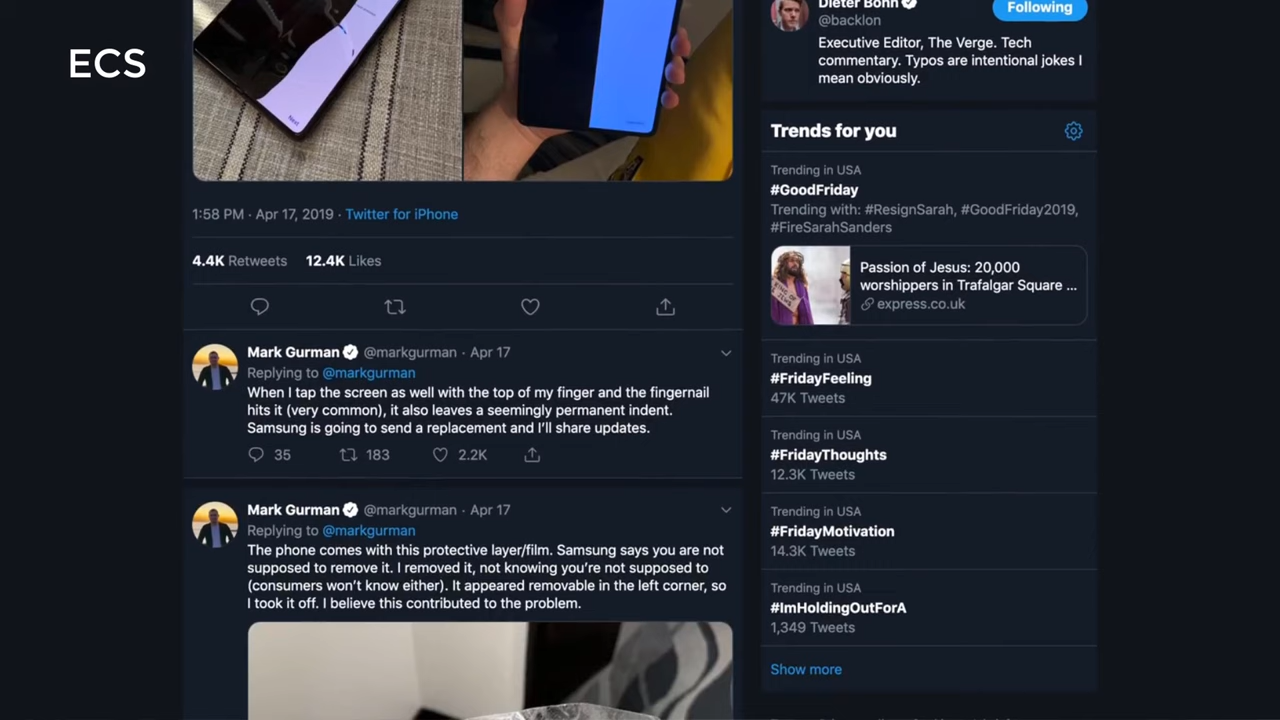 ECS
Next
1:58 PM · Apr 17, 2019 · Twitter for iPhone
4.4K Retweets 12.4K Likes
Mark Gurman @markgurman · Apr 17
Replying to @markgurman
When I tap the screen as well with the top of my finger and the fingernail
hits it (very common), it also leaves a seemingly permanent indent.
Samsung is going to send a replacement and I’ll share updates.
35 183 2.2K
Mark Gurman @markgurman · Apr 17
Replying to @markgurman
The phone comes with this protective layer/film. Samsung says you are not
supposed to remove it. I removed it, not knowing you’re not supposed to
(consumers won’t know either). It appeared removable in the left corner, so
I took it off. I believe this contributed to the problem.
Dieter Bohn
@backlon
Following
Executive Editor, The Verge. Tech
commentary. Typos are intentional jokes I
mean obviously.
Trends for you
Trending in USA
#GoodFriday
Trending with: #ResignSarah, #GoodFriday2019,
#FireSarahSanders
Passion of Jesus: 20,000
worshippers in Trafalgar Square ...
express.co.uk
Trending in USA
#FridayFeeling
47K Tweets
Trending in USA
#FridayThoughts
12.3K Tweets
Trending in USA
#FridayMotivation
14.3K Tweets
Trending in USA
#ImHoldingOutForA
1,349 Tweets
Show more